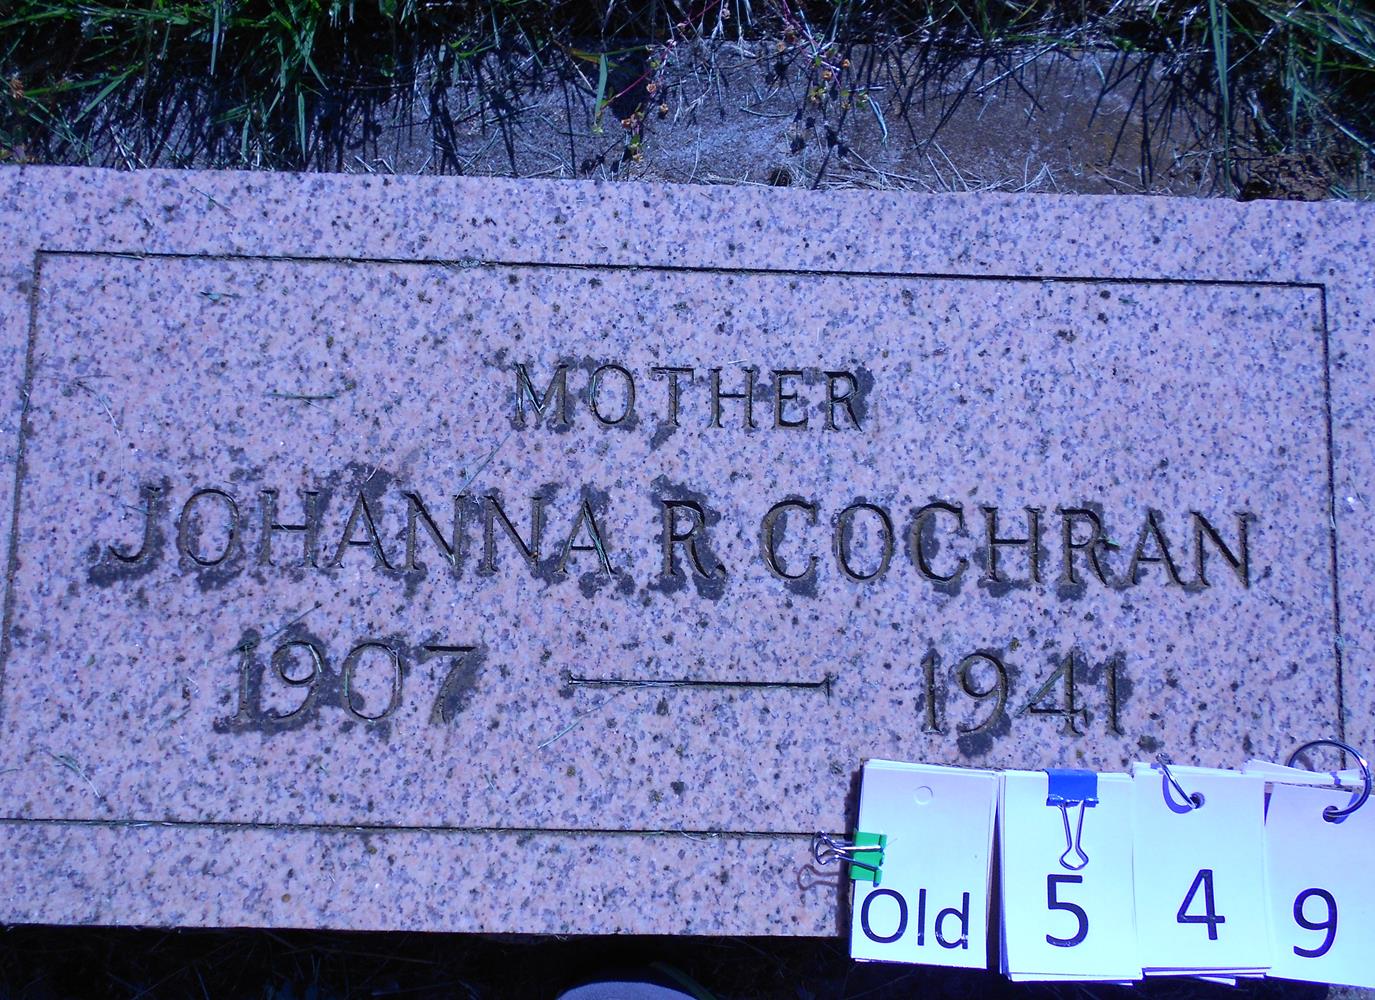 MOTHER
JOHANNA R COCHRAN
1907 — 1941
Old 5 4 9